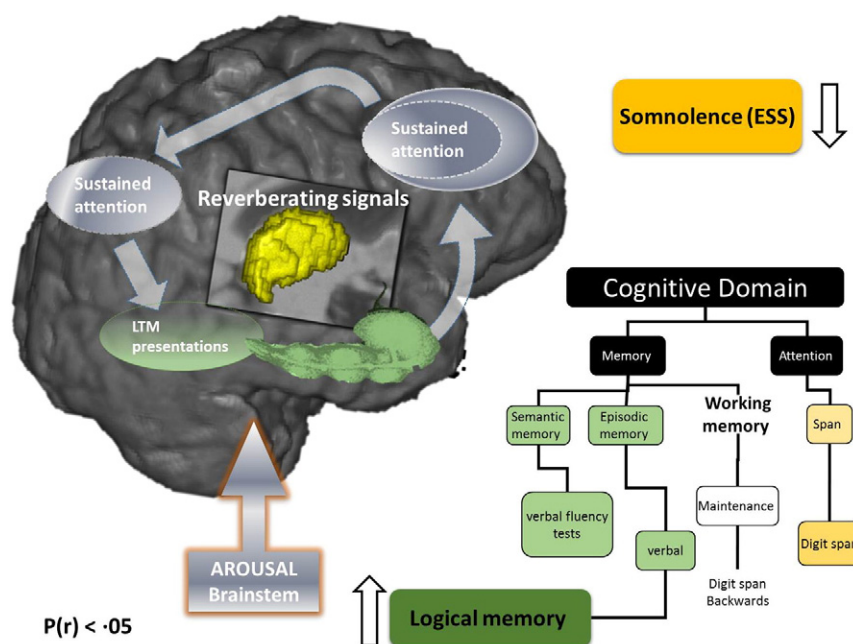 Sustained
attention
Somnolence (ESS)
Sustained
attention
Reverberating signals
LTM
presentations
Cognitive Domain
Memory
Attention
Semantic
memory
Episodic
memory
Working
memory
Span
verbal fluency
tests
verbal
Maintenance
Digit span
Digit span
Backwards
AROUSAL
Brainstem
Logical memory
P(r) < ·05